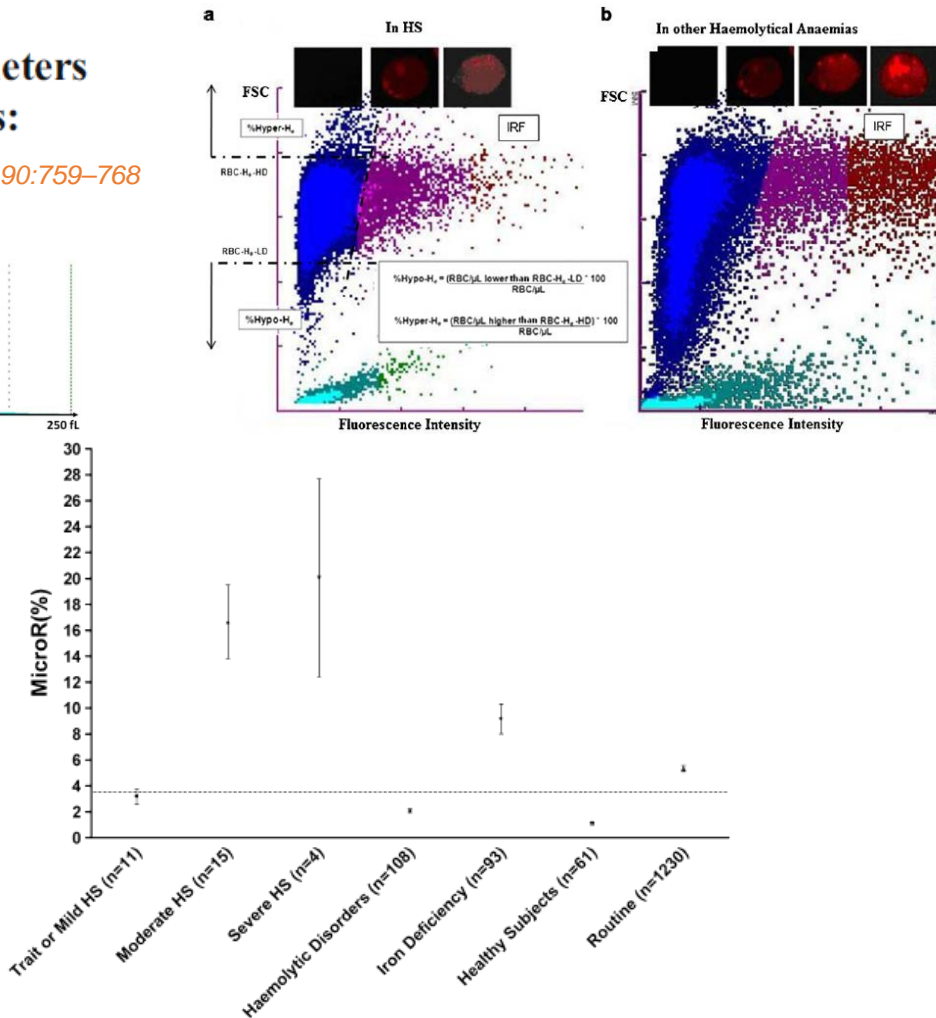 eters
s:
90:759–768
250 fL
a
In HS
FSC
%Hyper-He
IRF
RBC-He-HD
RBC-He-LD
%Hypo-He = (RBC/µL lower than RBC-He-LD * 100
RBC/µL
%Hypo-He
%Hyper-He = (RBC/µL higher than RBC-He-HD) * 100
RBC/µL
Fluorescence Intensity
b
In other Haemolytical Anaemias
FSC
IRF
Fluorescence Intensity
MicroR(%)
30
28
26
24
22
20
18
16
14
12
10
8
6
4
2
0
Trait or Mild HS (n=11)
Moderate HS (n=15)
Severe HS (n=4)
Haemolytic Disorders (n=108)
Iron Deficiency (n=93)
Healthy Subjects (n=61)
Routine (n=1230)